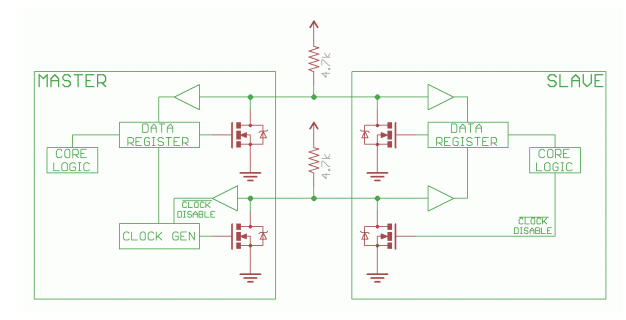 MASTER
4.7k
SLAVE
DATA
REGISTER
DATA
REGISTER
CORE
LOGIC
4.7k
CORE
LOGIC
CLOCK
DISABLE
CLOCK
DISABLE
CLOCK GEN